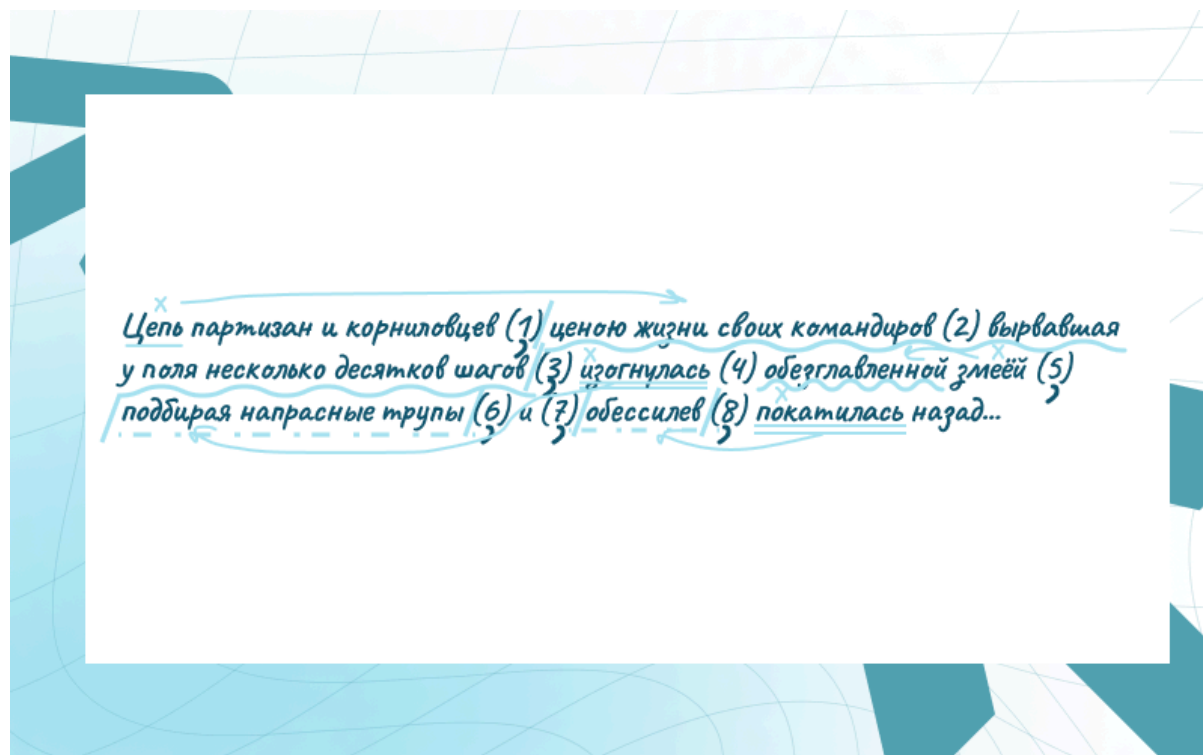 Цепь партизан и корниловцев (1) ценою жизни своих командиров (2) вырвавшая
у поля несколько десятков шагов (3) изогнулась (4) обезглавленной змеёй (5)
подбирая напрасные трупы (6) и (7) обессилев (8) покатилась назад...